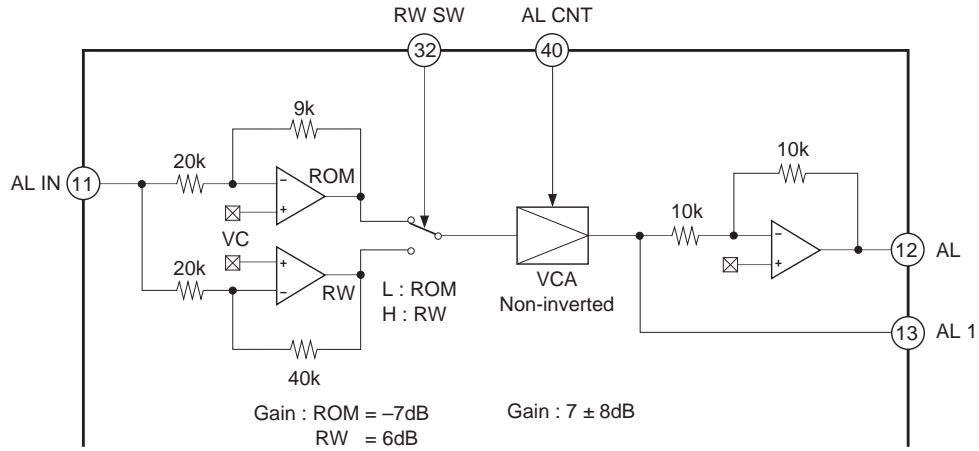 RW SW
AL CNT
32
40
9k
20k
ROM
10k
AL IN
11
−
+
10k
−
+
12
AL
VC
20k
+
−
RW
L : ROM
H : RW
VCA
Non-inverted
13
AL 1
40k
Gain : ROM = –7dB
RW = 6dB
Gain : 7 ± 8dB